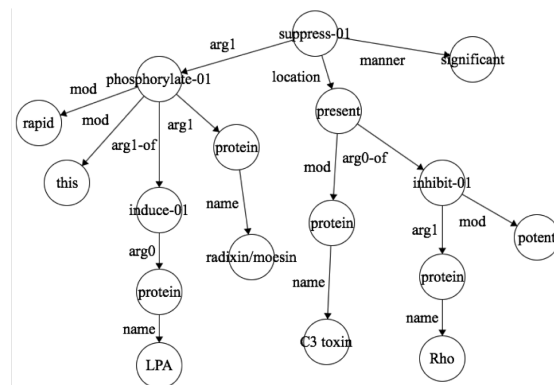 suppress-01
arg1
manner
significant
location
phosphorylate-01
mod
mod
arg1-of
arg1
present
rapid
this
protein
mod
arg0-of
inhibit-01
induce-01
name
protein
arg1
mod
potent
arg0
radixin/moesin
protein
name
protein
name
C3 toxin
name
LPA
Rho